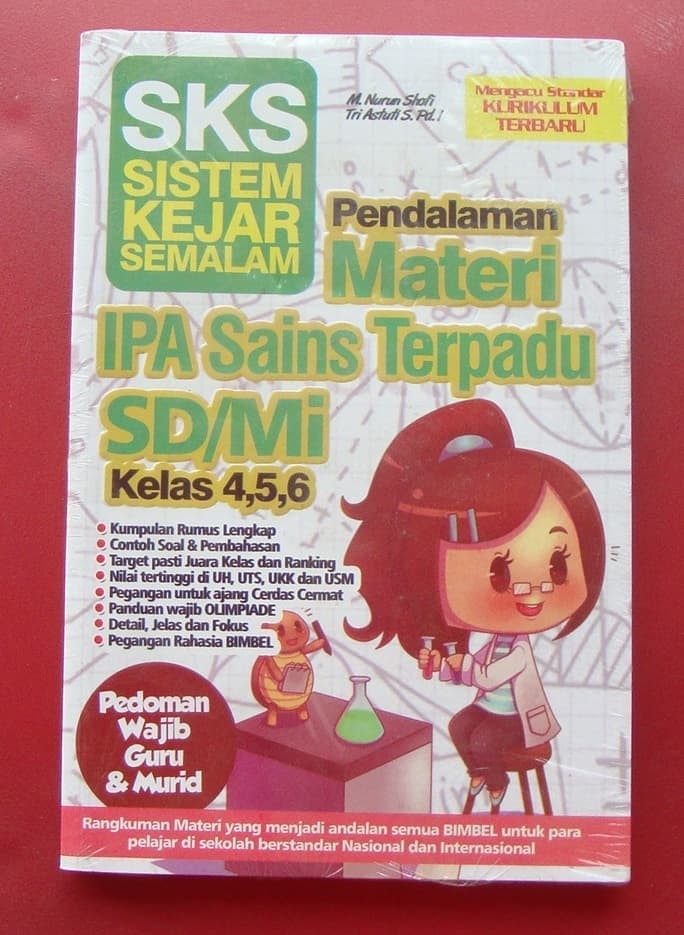 SKS
SISTEM
KEJAR
SEMALAM
M. Nurun Shofi
Tri Astuti S. Pd. I
Mengacu Standar
KURIKULUM
TERBARU
Pendalaman
Materi
IPA Sains Terpadu
SD/Mi
Kelas 4,5,6
Kumpulan Rumus Lengkap
Contoh Soal & Pembahasan
Target pasti Juara Kelas dan Ranking
Nilai tertinggi di UH, UTS, UKK dan USM
Pegangan untuk ajang Cerdas Cermat
Panduan wajib OLIMPIADE
Detail, Jelas dan Fokus
Pegangan Rahasia BIMBEL
Pedoman
Wajib
Guru
& Murid
Rangkuman Materi yang menjadi andalan semua BIMBEL untuk para
pelajar di sekolah berstandar Nasional dan Internasional